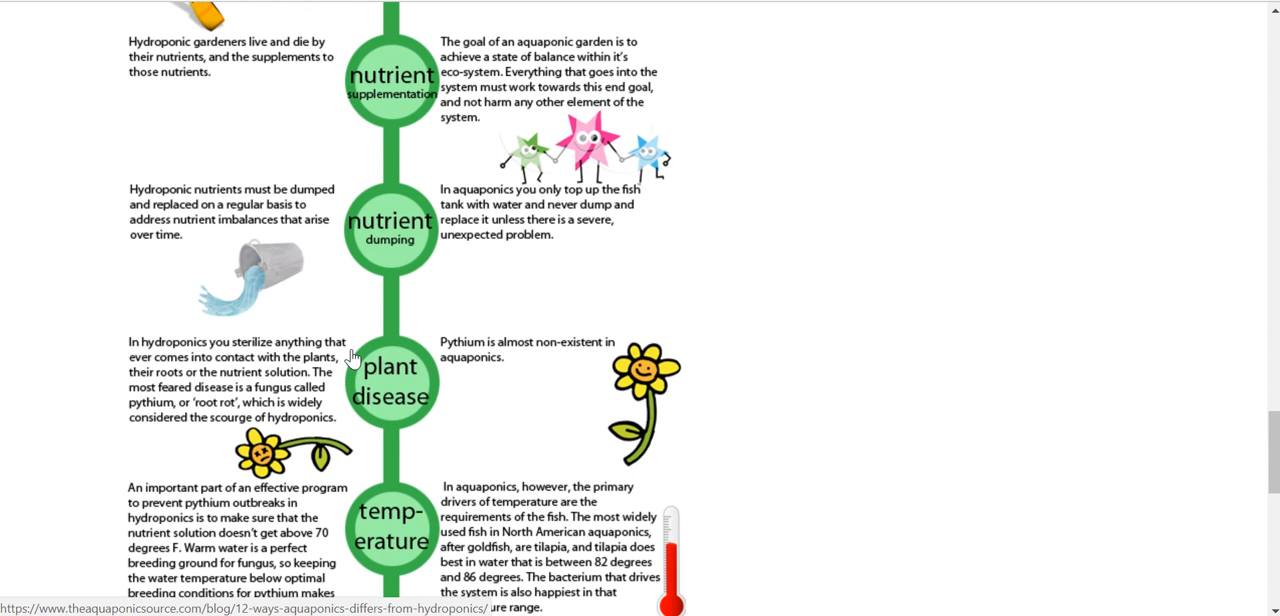 Hydroponic gardeners live and die by
their nutrients, and the supplements to
those nutrients.
nutrient
supplementation
The goal of an aquaponic garden is to
achieve a state of balance within it's
eco-system. Everything that goes into the
system must work towards this end goal,
and not harm any other element of the
system.
Hydroponic nutrients must be dumped
and replaced on a regular basis to
address nutrient imbalances that arise
over time.
nutrient
dumping
In aquaponics you only top up the fish
tank with water and never dump and
replace it unless there is a severe,
unexpected problem.
In hydroponics you sterilize anything that
ever comes into contact with the plants,
their roots or the nutrient solution. The
most feared disease is a fungus called
pythium, or ‘root rot’, which is widely
considered the scourge of hydroponics.
plant
disease
Pythium is almost non-existent in
aquaponics.
An important part of an effective program
to prevent pythium outbreaks in
hydroponics is to make sure that the
nutrient solution doesn't get above 70
degrees F. Warm water is a perfect
breeding ground for fungus, so keeping
the water temperature below optimal
breeding conditions for pythium makes
temp-
erature
In aquaponics, however, the primary
drivers of temperature are the
requirements of the fish. The most widely
used fish in North American aquaponics,
after goldfish, are tilapia, and tilapia does
best in water that is between 82 degrees
and 86 degrees. The bacterium that drives
the system is also happiest in that
ure range.
https://www.theaquaponicsource.com/blog/12-ways-aquaponics-differs-from-hydroponics/